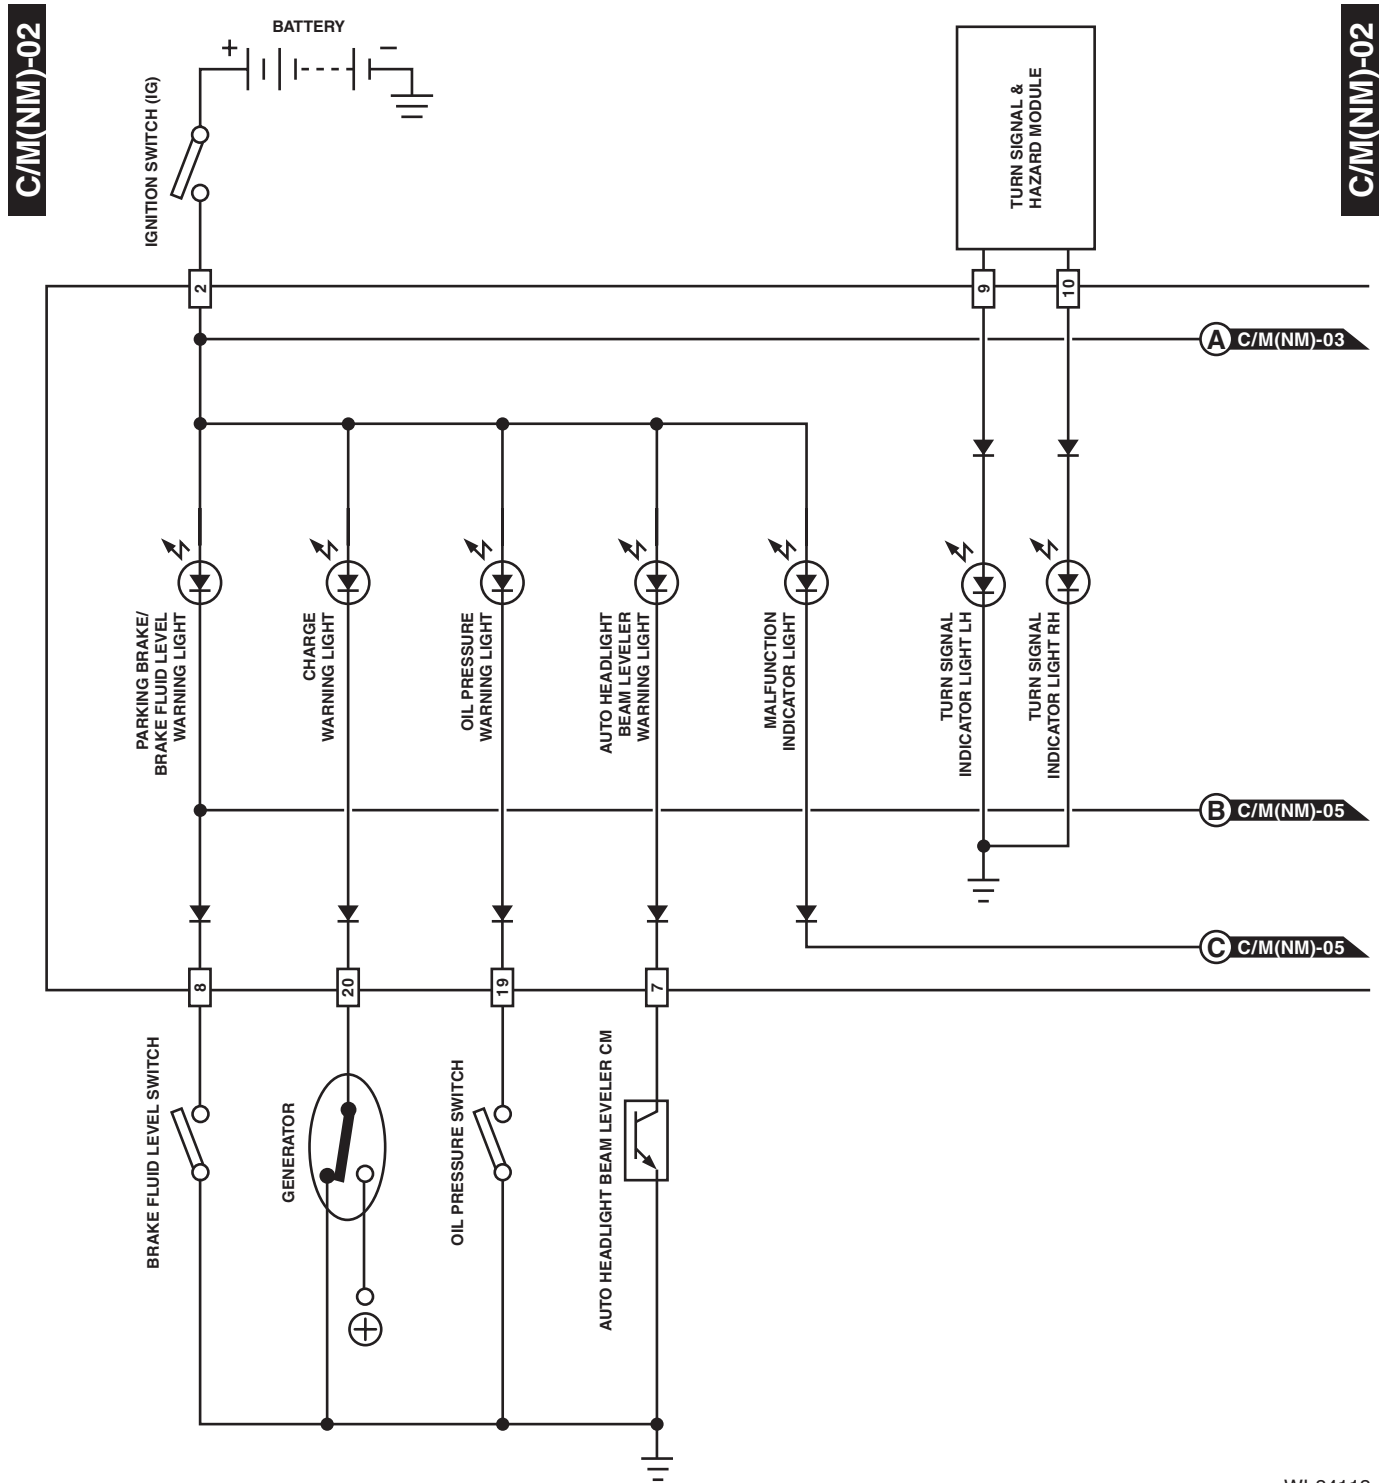 C/M(NM)-02
C/M(NM)-02
BATTERY
+
−
IGNITION SWITCH (IG)
TURN SIGNAL &
HAZARD MODULE
2
9
10
A C/M(NM)-03
PARKING BRAKE/
BRAKE FLUID LEVEL
WARNING LIGHT
CHARGE
WARNING LIGHT
OIL PRESSURE
WARNING LIGHT
AUTO HEADLIGHT
BEAM LEVELER
WARNING LIGHT
MALFUNCTION
INDICATOR LIGHT
TURN SIGNAL
INDICATOR LIGHT LH
TURN SIGNAL
INDICATOR LIGHT RH
B C/M(NM)-05
C C/M(NM)-05
8
20
19
7
BRAKE FLUID LEVEL SWITCH
GENERATOR
OIL PRESSURE SWITCH
AUTO HEADLIGHT BEAM LEVELER CM
+